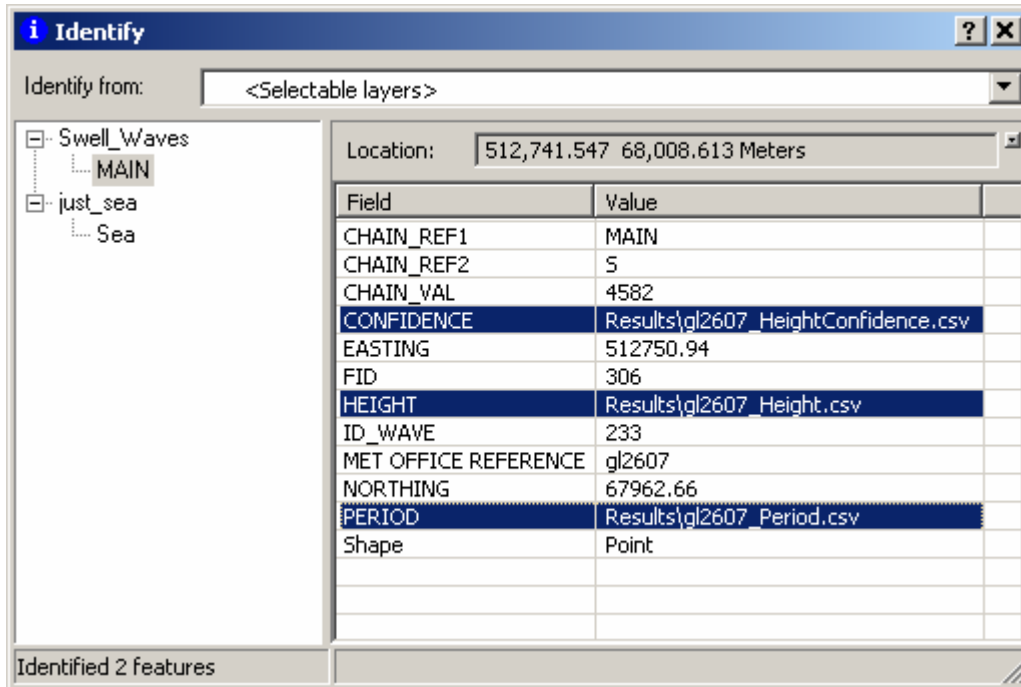 Identify
Identify from: <Selectable layers>
Swell_Waves
MAIN
just_sea
Sea
Location: 512,741.547 68,008.613 Meters
Field Value
CHAIN_REF1 MAIN
CHAIN_REF2 S
CHAIN_VAL 4582
CONFIDENCE Results\gl2607_HeightConfidence.csv
EASTING 512750.94
FID 306
HEIGHT Results\gl2607_Height.csv
ID_WAVE 233
MET OFFICE REFERENCE gl2607
NORTHING 67962.66
PERIOD Results\gl2607_Period.csv
Shape Point
Identified 2 features